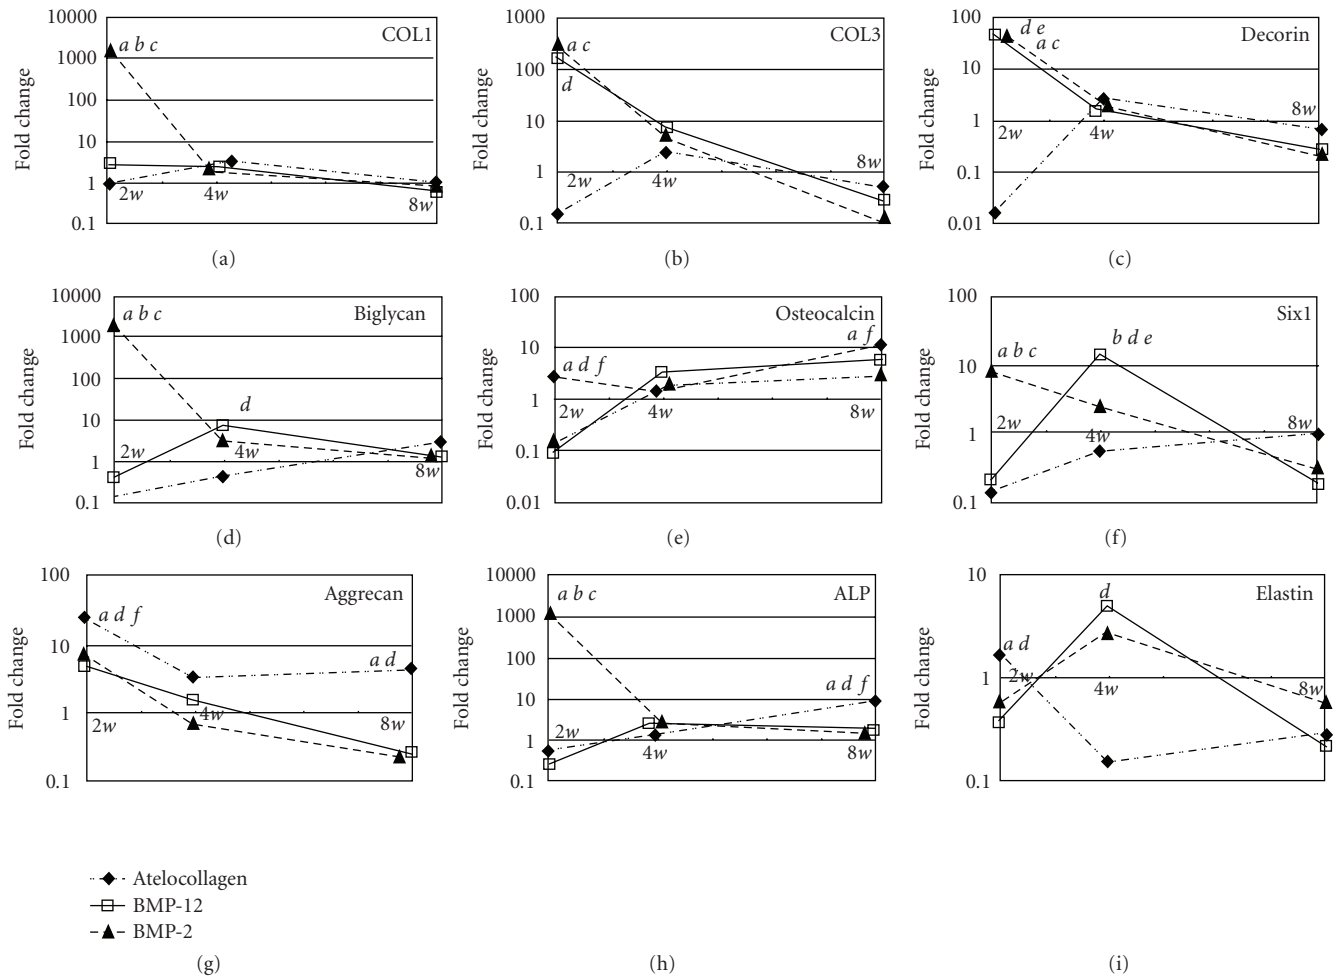 10000
1000
100
10
1
0.1
Fold change
COL1
a b c
2w
4w
8w
(a)
1000
100
10
1
0.1
Fold change
COL3
a c
d
2w
4w
8w
(b)
100
10
1
0.1
0.01
Fold change
Decorin
d e
a c
2w
4w
8w
(c)
10000
1000
100
10
1
0.1
Fold change
Biglycan
a b c
d
2w
4w
8w
(d)
100
10
1
0.1
0.01
Fold change
Osteocalcin
a d f
a f
2w
4w
8w
(e)
100
10
1
0.1
Fold change
Six1
a b c
b d e
2w
4w
8w
(f)
100
10
1
0.1
Fold change
Aggrecan
a d f
a d
2w
4w
8w
Atelocollagen
BMP-12
BMP-2
(g)
10000
1000
100
10
1
0.1
Fold change
ALP
a b c
a d f
2w
4w
8w
(h)
10
1
0.1
Fold change
Elastin
a d
d
2w
4w
8w
(i)